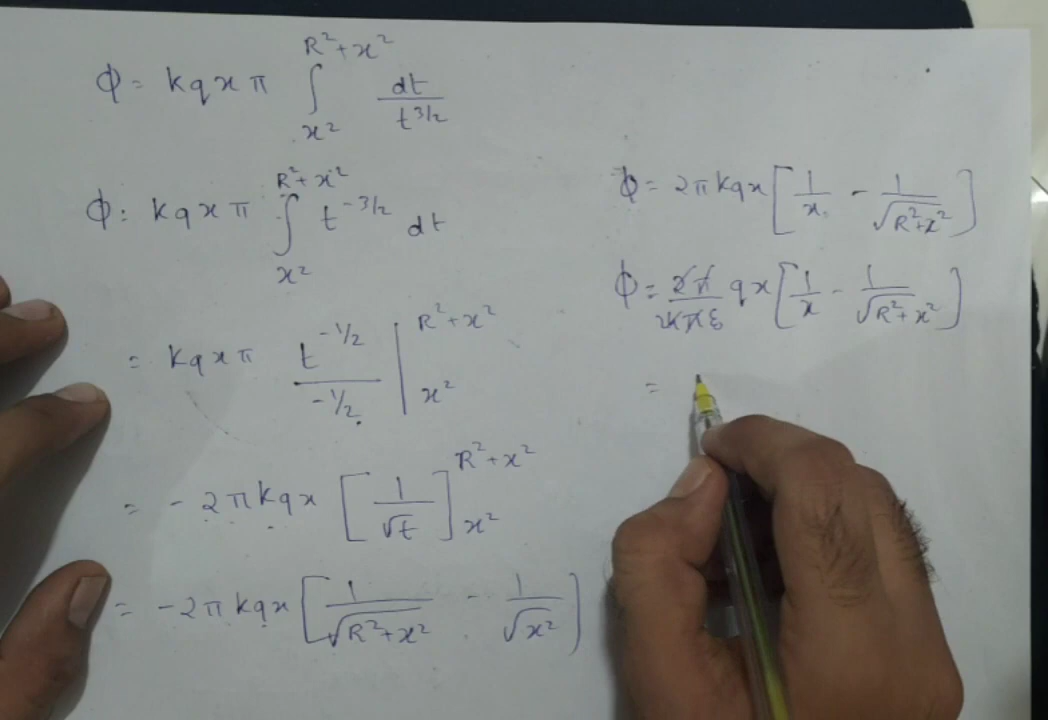 Φ = kqxπ ∫_{x²}^{R²+x²} dt / t^{3/2}
Φ: kqxπ ∫_{x²}^{R²+x²} t^{-3/2} dt
= kqxπ t^{-1/2} / -1/2 |_{x²}^{R²+x²}
= -2πkqx [1/√t]_{x²}^{R²+x²}
= -2πkqx [1/√(R²+x²) - 1/√x²]
Φ = 2πkqx [1/x - 1/√(R²+x²)]
Φ = 2π/4πε qx [1/x - 1/√(R²+x²)]
=